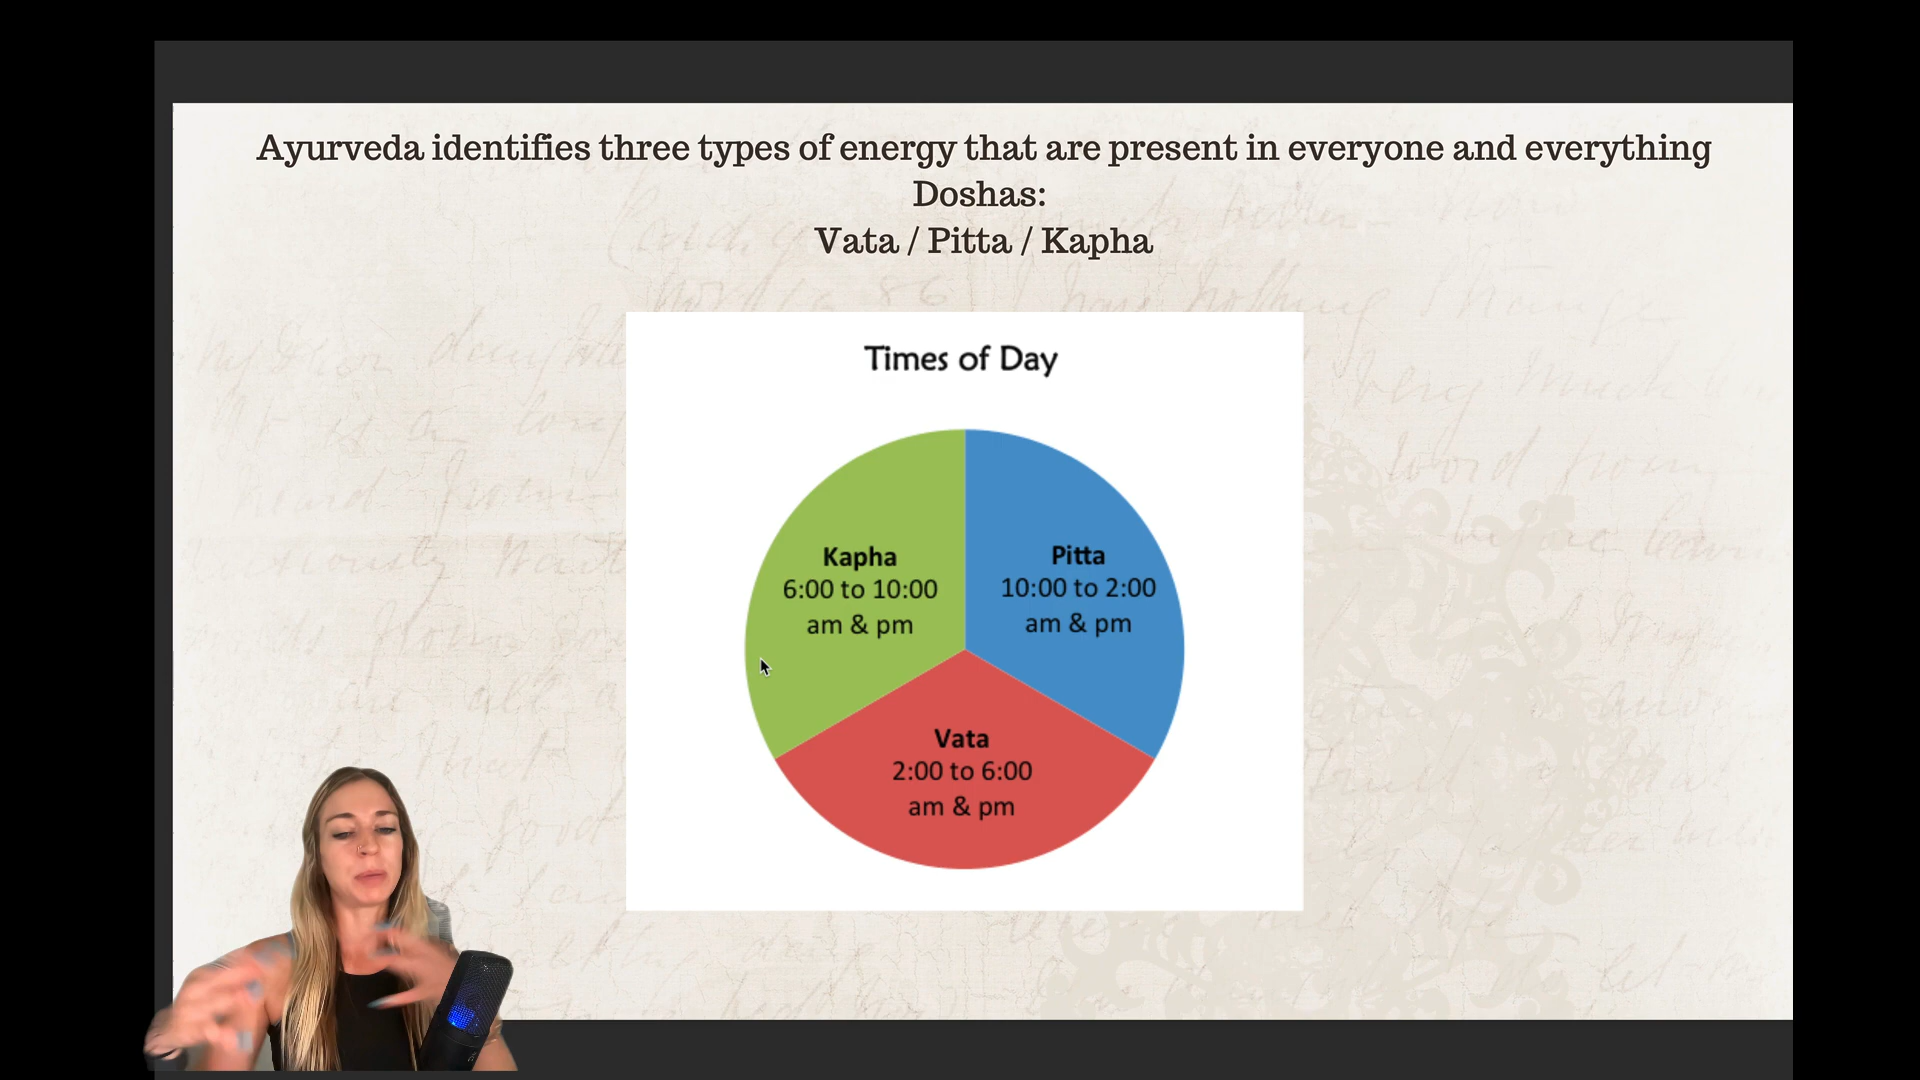 Ayurveda identifies three types of energy that are present in everyone and everything
Doshas:
Vata / Pitta / Kapha
Times of Day
Kapha
6:00 to 10:00
am & pm
Pitta
10:00 to 2:00
am & pm
Vata
2:00 to 6:00
am & pm